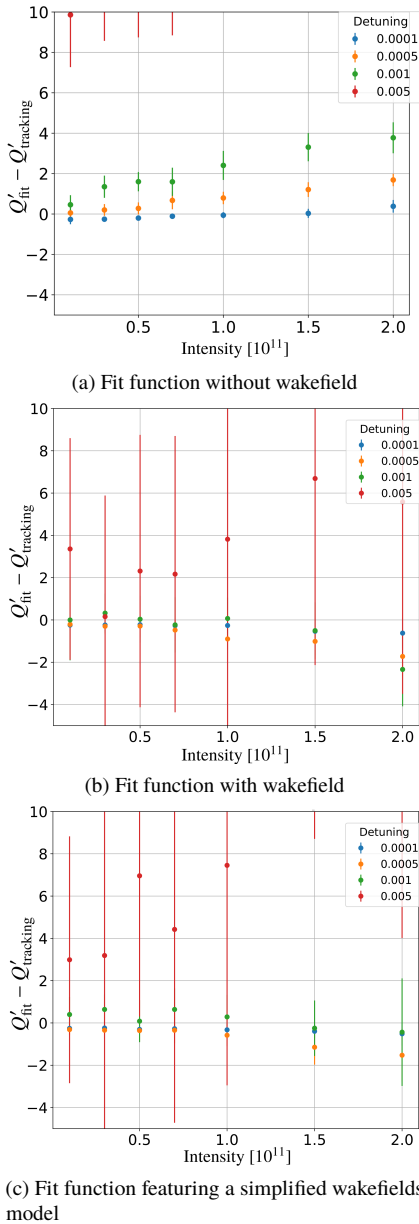 10
8
6
4
2
0
−2
−4
Q′fit − Q′tracking
Detuning
0.0001
0.0005
0.001
0.005
0.5 1.0 1.5 2.0
Intensity [10¹¹]
(a) Fit function without wakefield
10
8
6
4
2
0
−2
−4
Q′fit − Q′tracking
Detuning
0.0001
0.0005
0.001
0.005
0.5 1.0 1.5 2.0
Intensity [10¹¹]
(b) Fit function with wakefield
10
8
6
4
2
0
−2
−4
Q′fit − Q′tracking
Detuning
0.0001
0.0005
0.001
0.005
0.5 1.0 1.5 2.0
Intensity [10¹¹]
(c) Fit function featuring a simplified wakefields
model